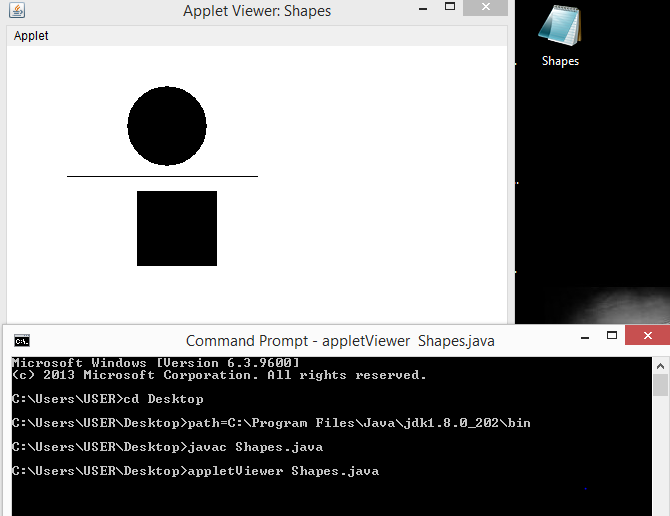 Applet Viewer: Shapes
Applet
Shapes
Command Prompt - appletViewer  Shapes.java
Microsoft Windows [Version 6.3.9600]
(c) 2013 Microsoft Corporation. All rights reserved.
C:\Users\USER>cd Desktop
C:\Users\USER\Desktop>path=C:\Program Files\Java\jdk1.8.0_202\bin
C:\Users\USER\Desktop>javac Shapes.java
C:\Users\USER\Desktop>appletViewer Shapes.java